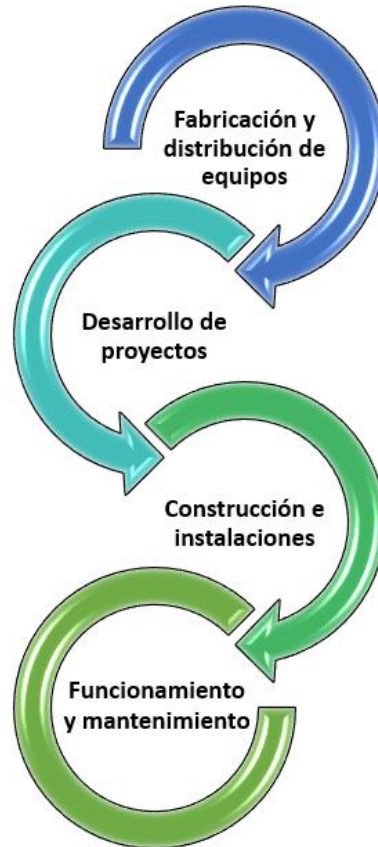 Fabricación y
distribución de
equipos
Desarrollo de
proyectos
Construcción e
instalaciones
Funcionamiento
y mantenimiento